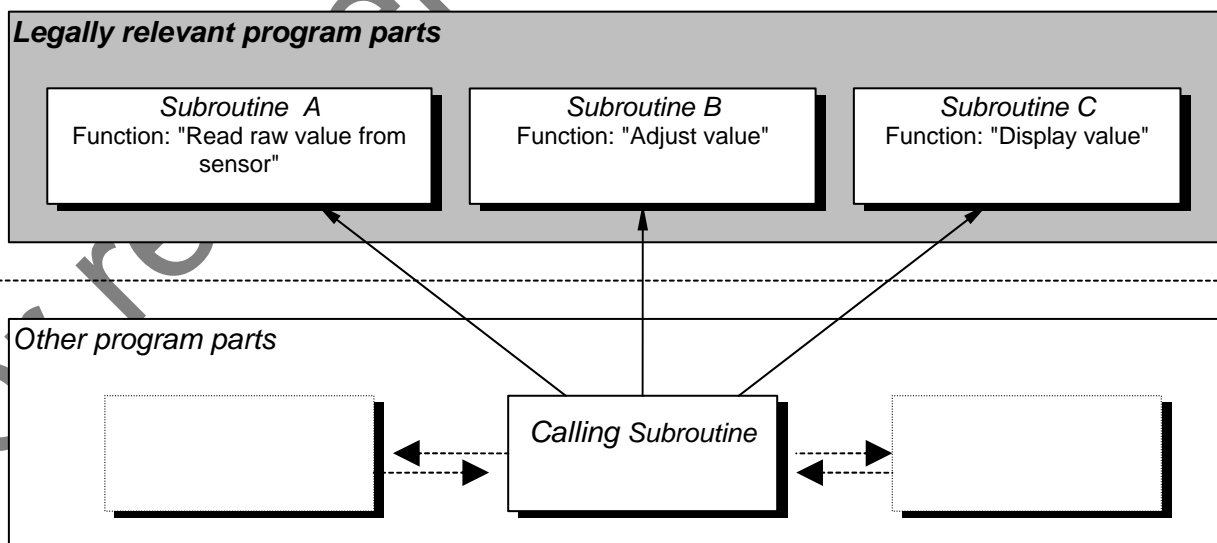 Legally relevant program parts
Subroutine A
Function: "Read raw value from
sensor"
Subroutine B
Function: "Adjust value"
Subroutine C
Function: "Display value"
Other program parts
Calling Subroutine